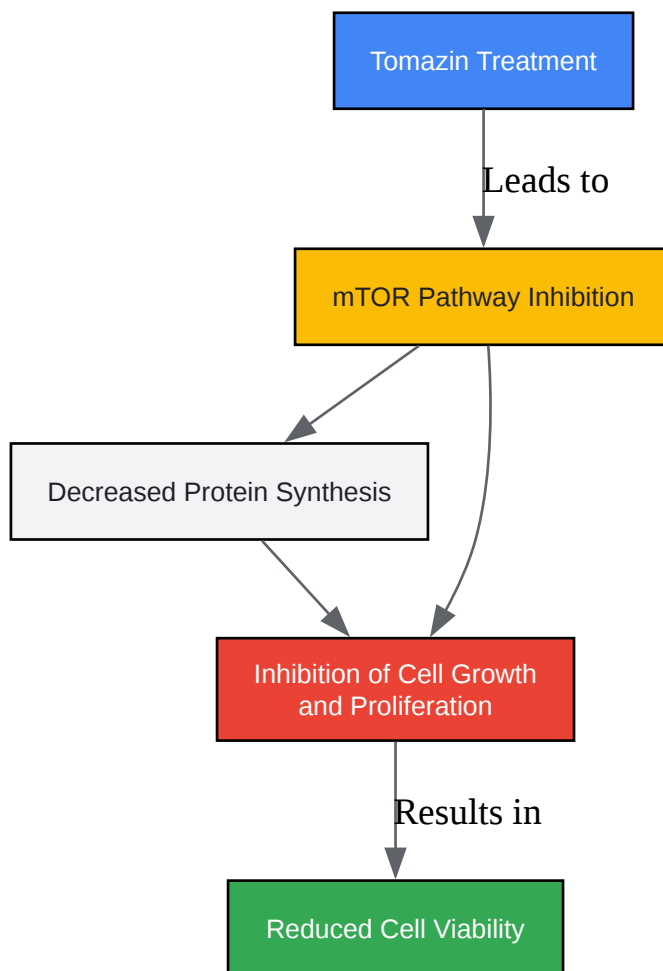 Tomazin Treatment
Leads to
mTOR Pathway Inhibition
Decreased Protein Synthesis
Inhibition of Cell Growth
and Proliferation
Results in
Reduced Cell Viability